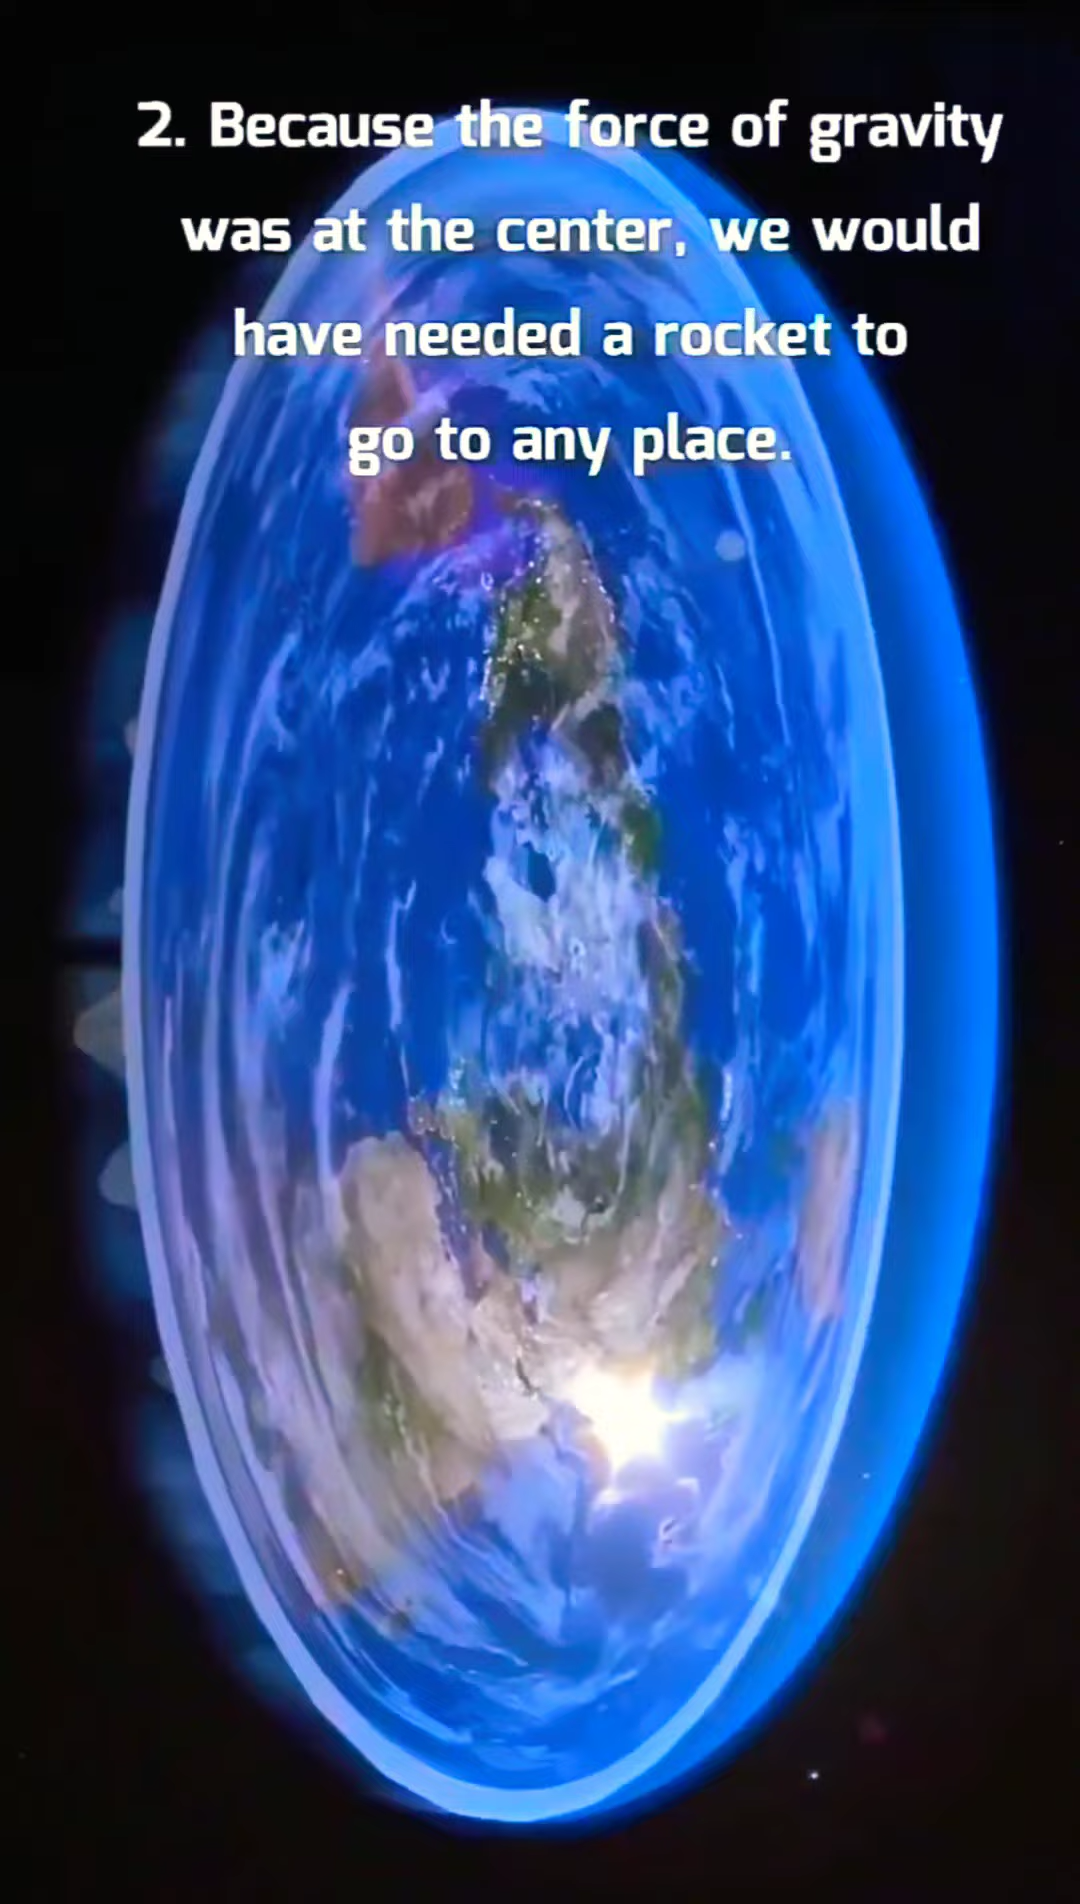 2. Because the force of gravity
was at the center, we would
have needed a rocket to
go to any place.